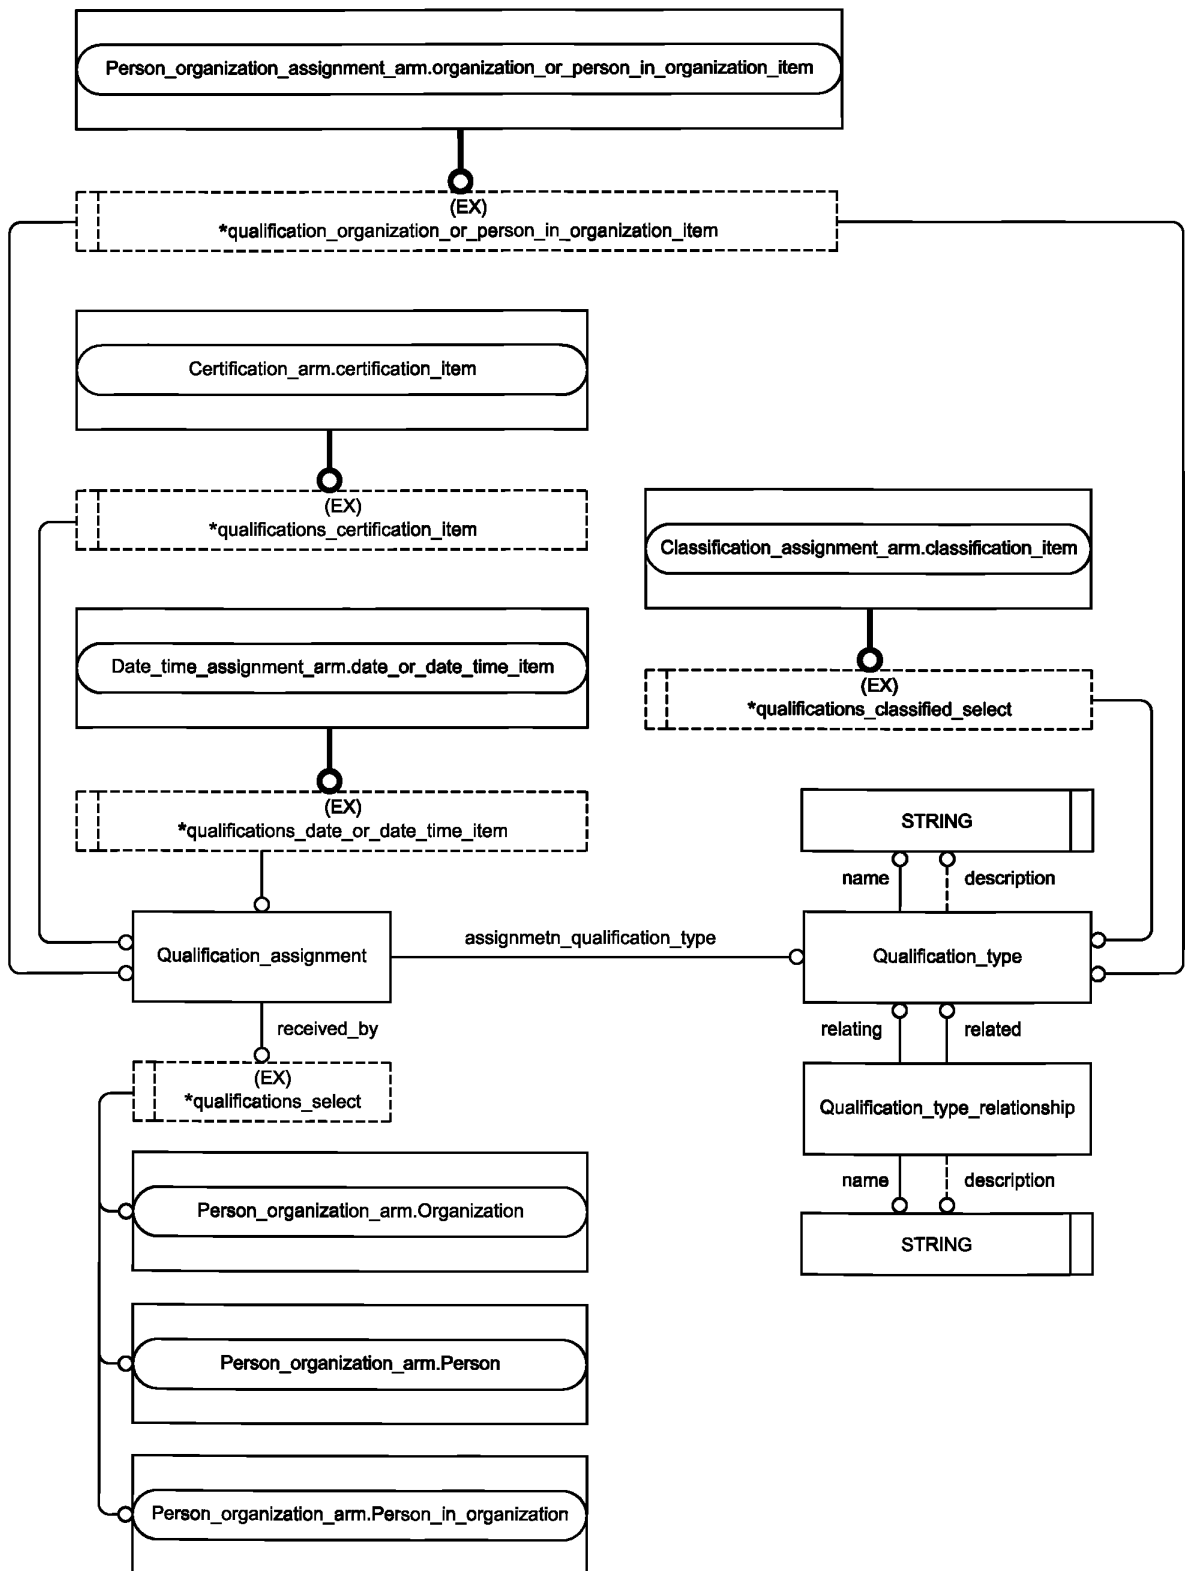 Person_organization_assignment_arm.organization_or_person_in_organization_item
(EX)
*qualification_organization_or_person_in_organization_item
Certification_arm.certification_item
(EX)
*qualifications_certification_item
Classification_assignment_arm.classification_item
Date_time_assignment_arm.date_or_date_time_item
(EX)
*qualifications_classified_select
(EX)
*qualifications_date_or_date_time_item
STRING
name
description
Qualification_assignment
assignmetn_qualification_type
Qualification_type
received_by
relating
related
(EX)
*qualifications_select
Qualification_type_relationship
name
description
Person_organization_arm.Organization
STRING
Person_organization_arm.Person
Person_organization_arm.Person_in_organization